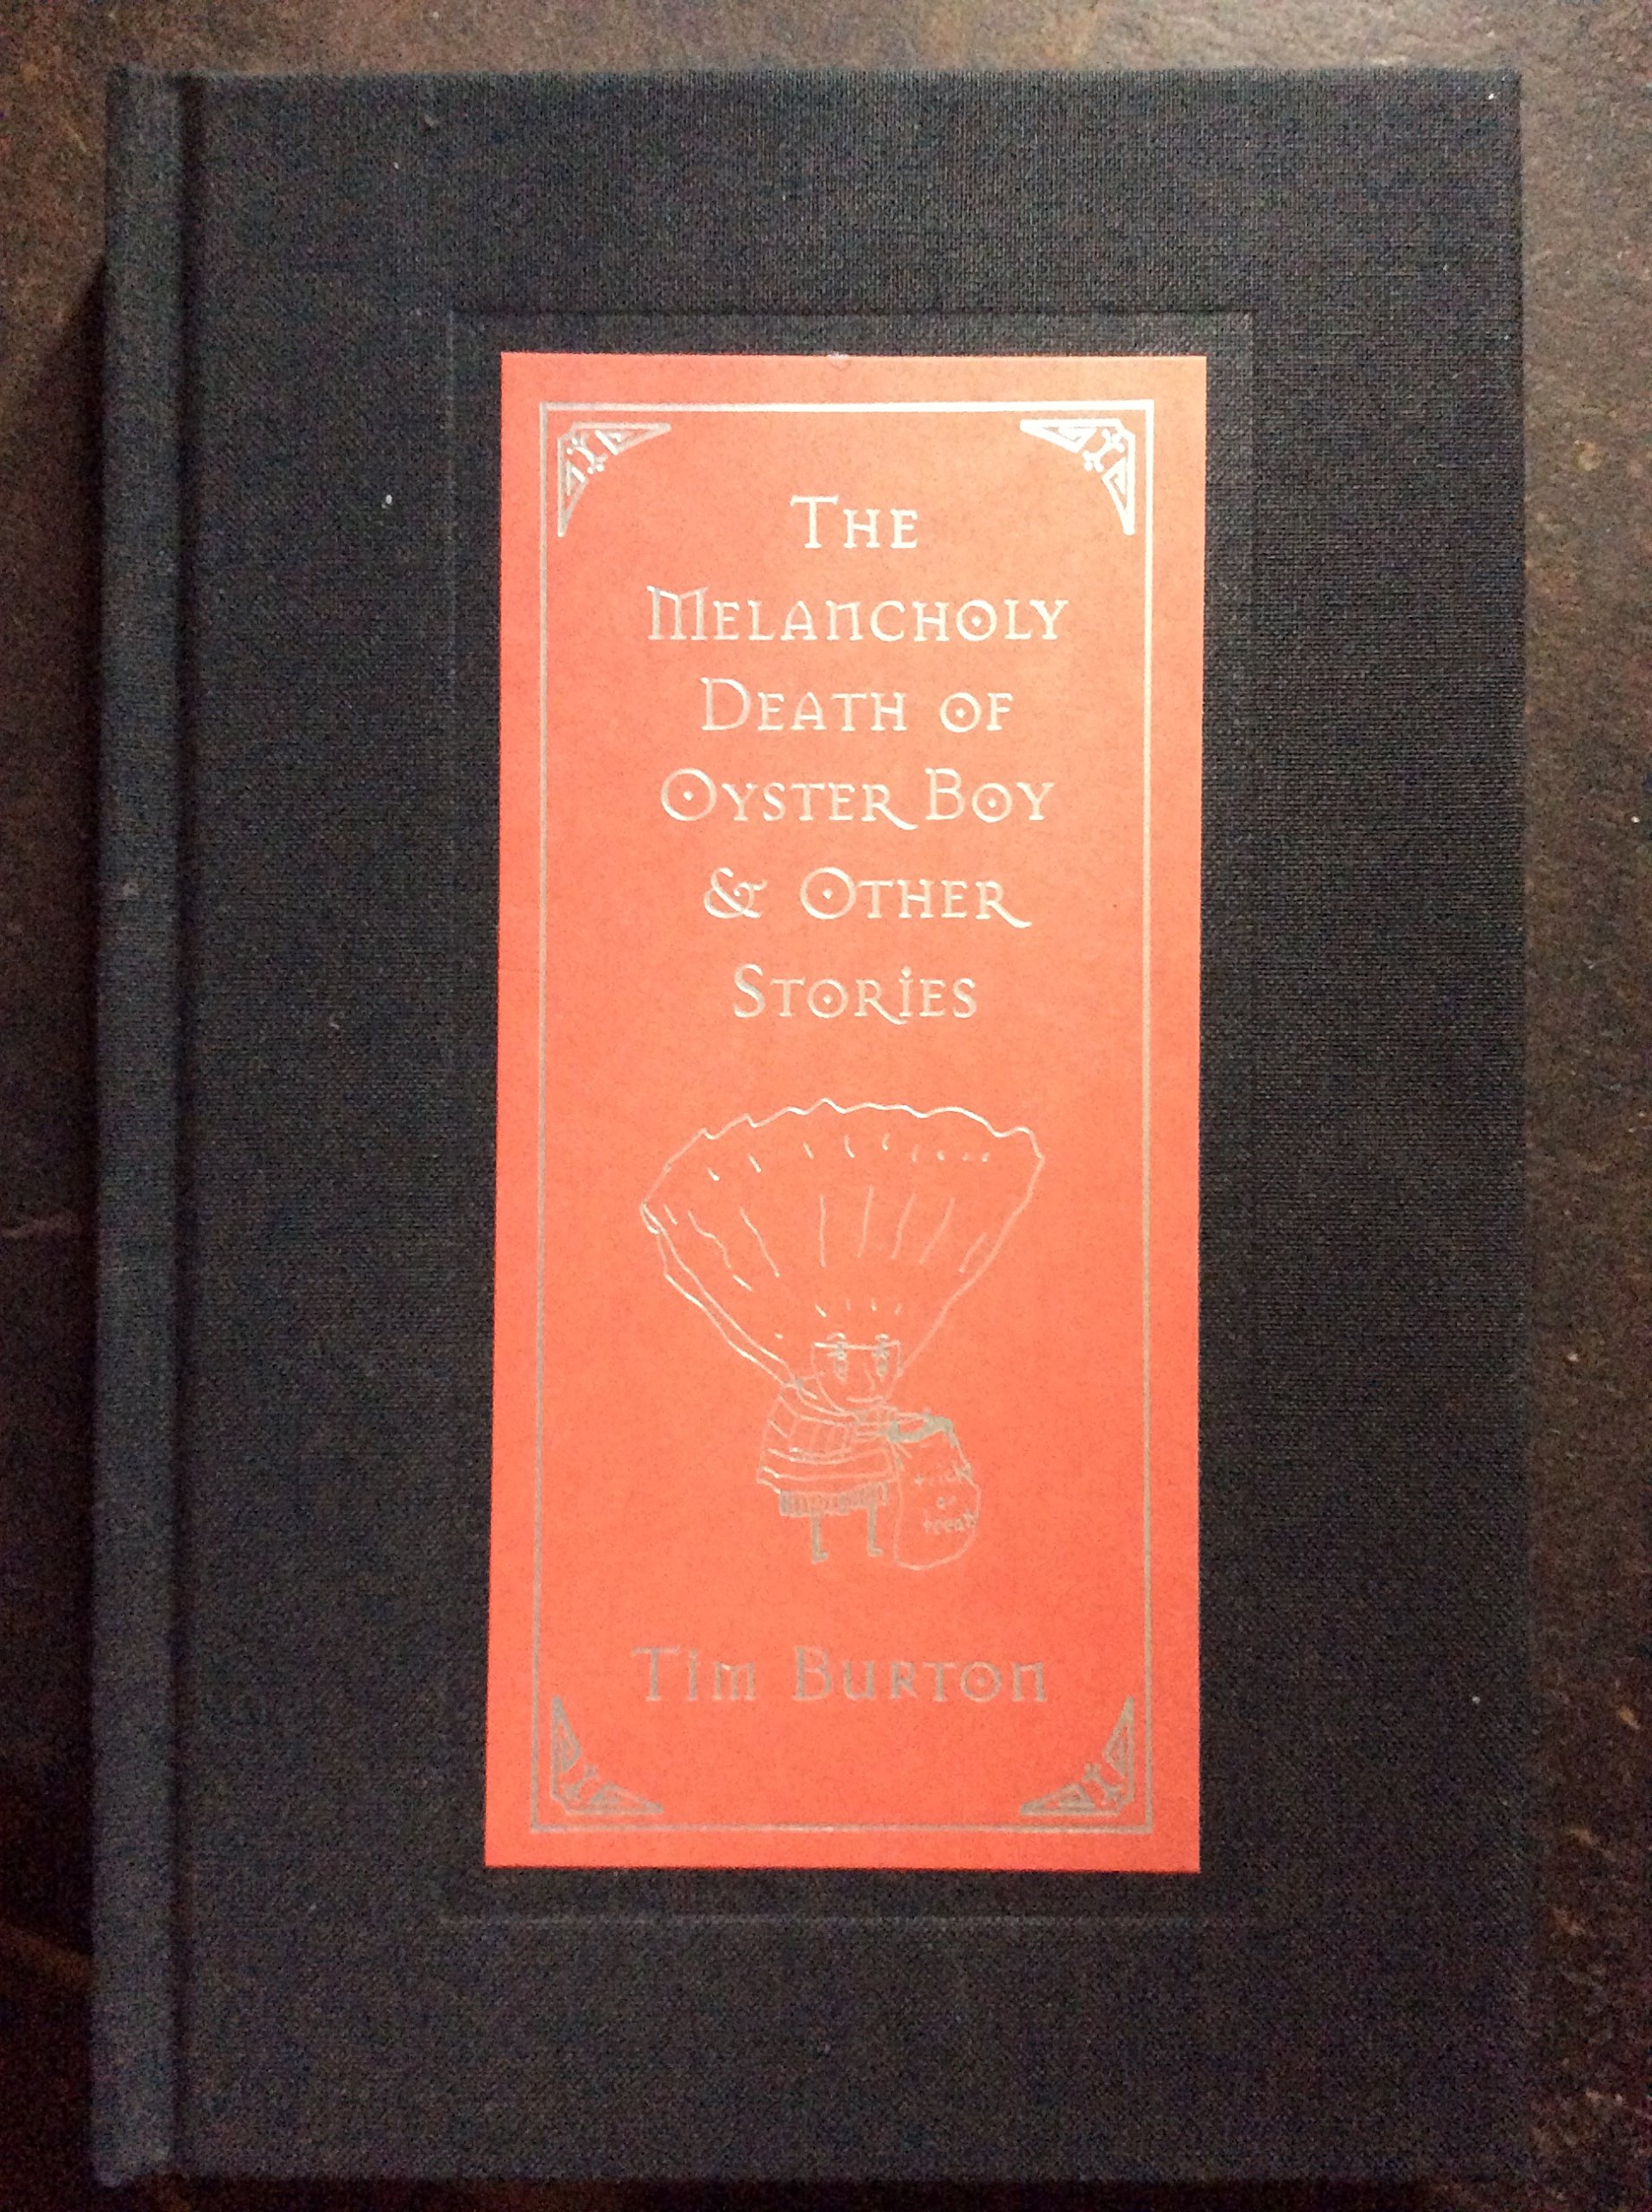 The
Melancholy
Death of
Oyster Boy
& Other
Stories
trick
or
treat
Tim Burton